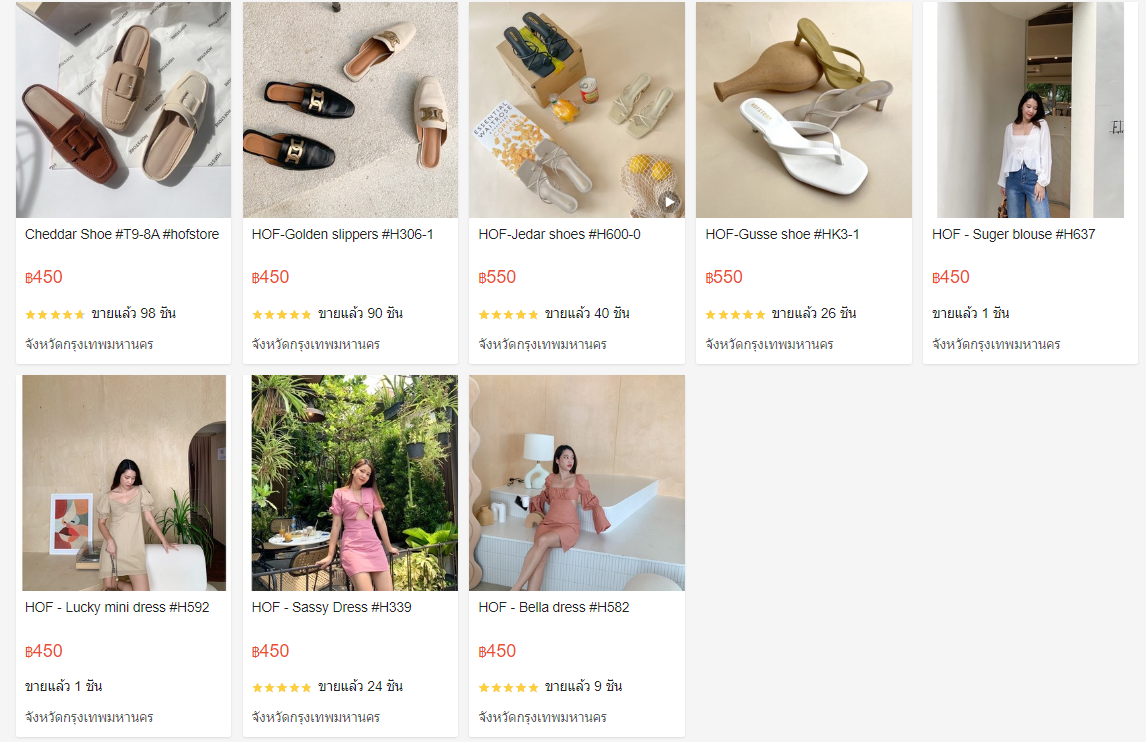 ESSENTIAL
WAITROSE
Cheddar Shoe #T9-8A #hofstore
฿450
ขายแล้ว 98 ชิ้น
จังหวัดกรุงเทพมหานคร
HOF-Golden slippers #H306-1
฿450
ขายแล้ว 90 ชิ้น
จังหวัดกรุงเทพมหานคร
HOF-Jedar shoes #H600-0
฿550
ขายแล้ว 40 ชิ้น
จังหวัดกรุงเทพมหานคร
HOF-Gusse shoe #HK3-1
฿550
ขายแล้ว 26 ชิ้น
จังหวัดกรุงเทพมหานคร
HOF - Suger blouse #H637
฿450
ขายแล้ว 1 ชิ้น
จังหวัดกรุงเทพมหานคร
HOF - Lucky mini dress #H592
฿450
ขายแล้ว 1 ชิ้น
จังหวัดกรุงเทพมหานคร
HOF - Sassy Dress #H339
฿450
ขายแล้ว 24 ชิ้น
จังหวัดกรุงเทพมหานคร
HOF - Bella dress #H582
฿450
ขายแล้ว 9 ชิ้น
จังหวัดกรุงเทพมหานคร